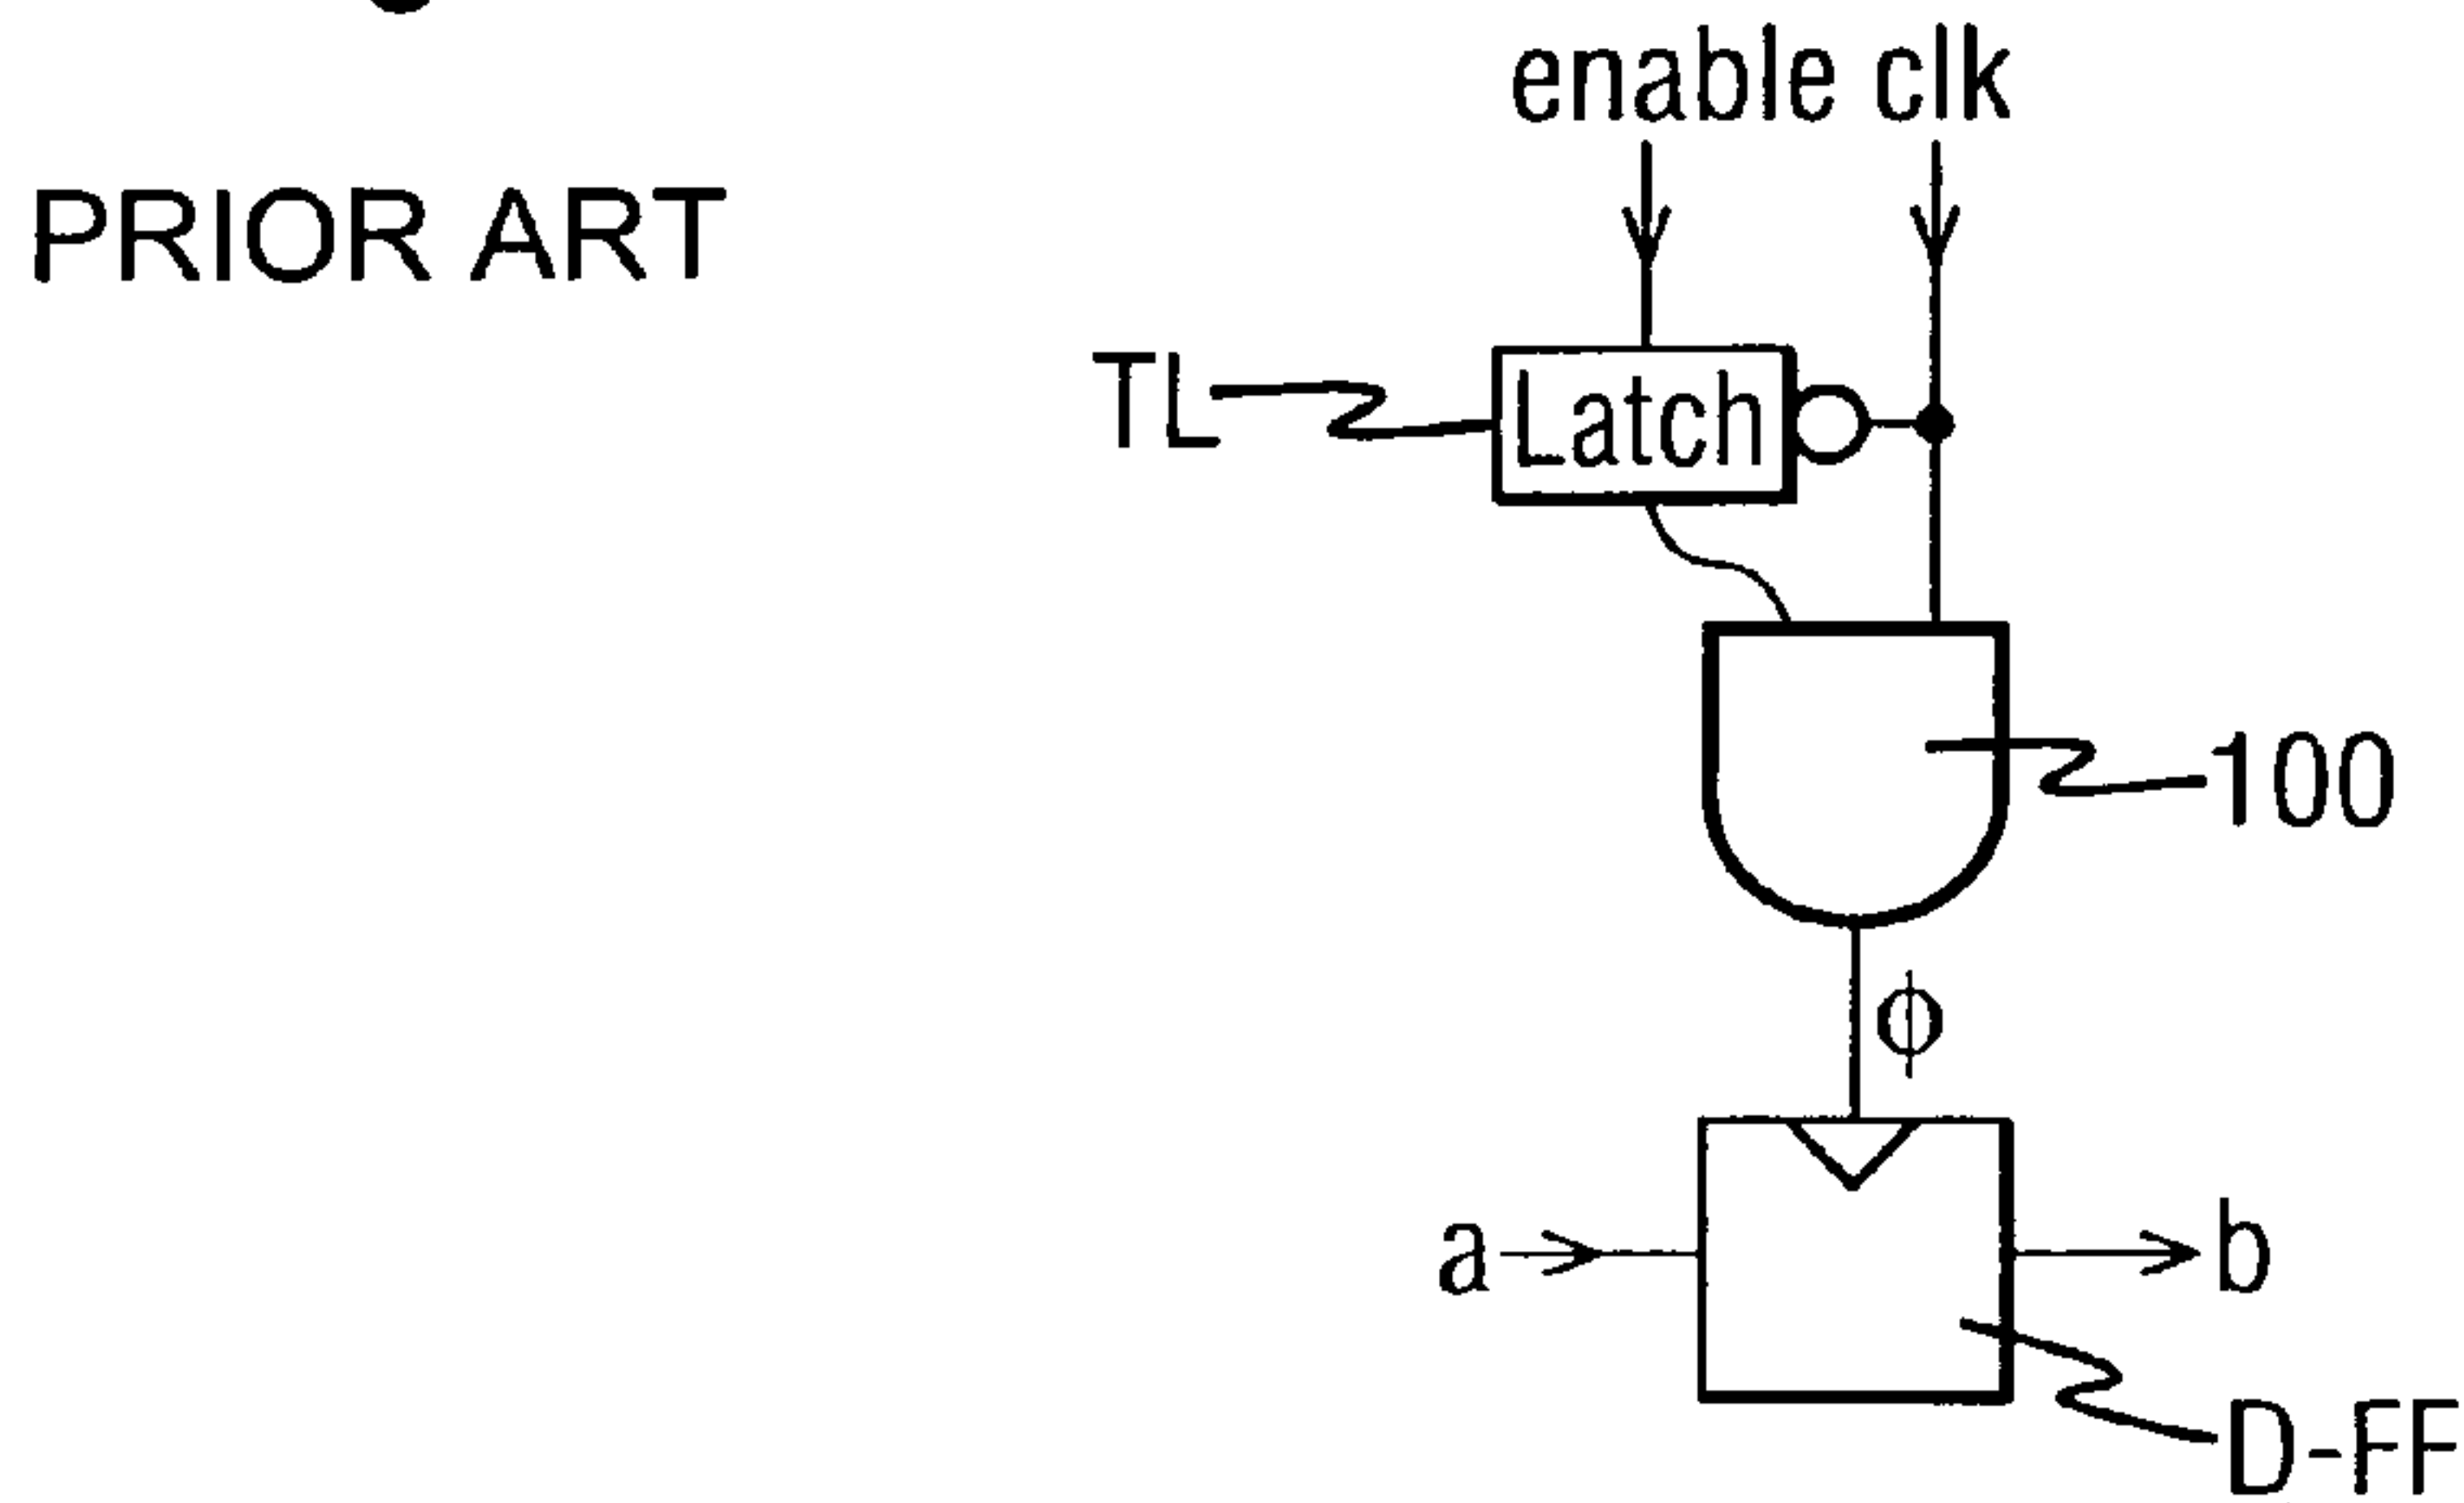 enable clk
PRIOR ART
TL
Latch
100
ϕ
a
b
D-FF